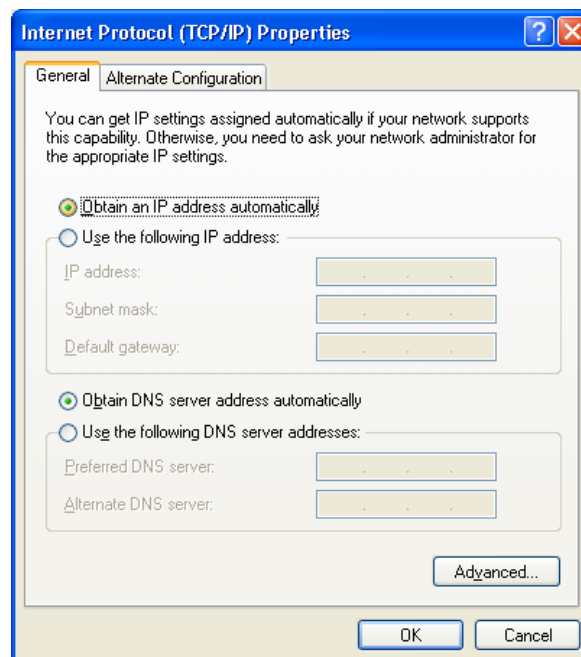 Internet Protocol (TCP/IP) Properties
General
Alternate Configuration
You can get IP settings assigned automatically if your network supports
this capability. Otherwise, you need to ask your network administrator for
the appropriate IP settings.
Obtain an IP address automatically
Use the following IP address:
IP address:
Subnet mask:
Default gateway:
Obtain DNS server address automatically
Use the following DNS server addresses:
Preferred DNS server:
Alternate DNS server:
Advanced...
OK
Cancel